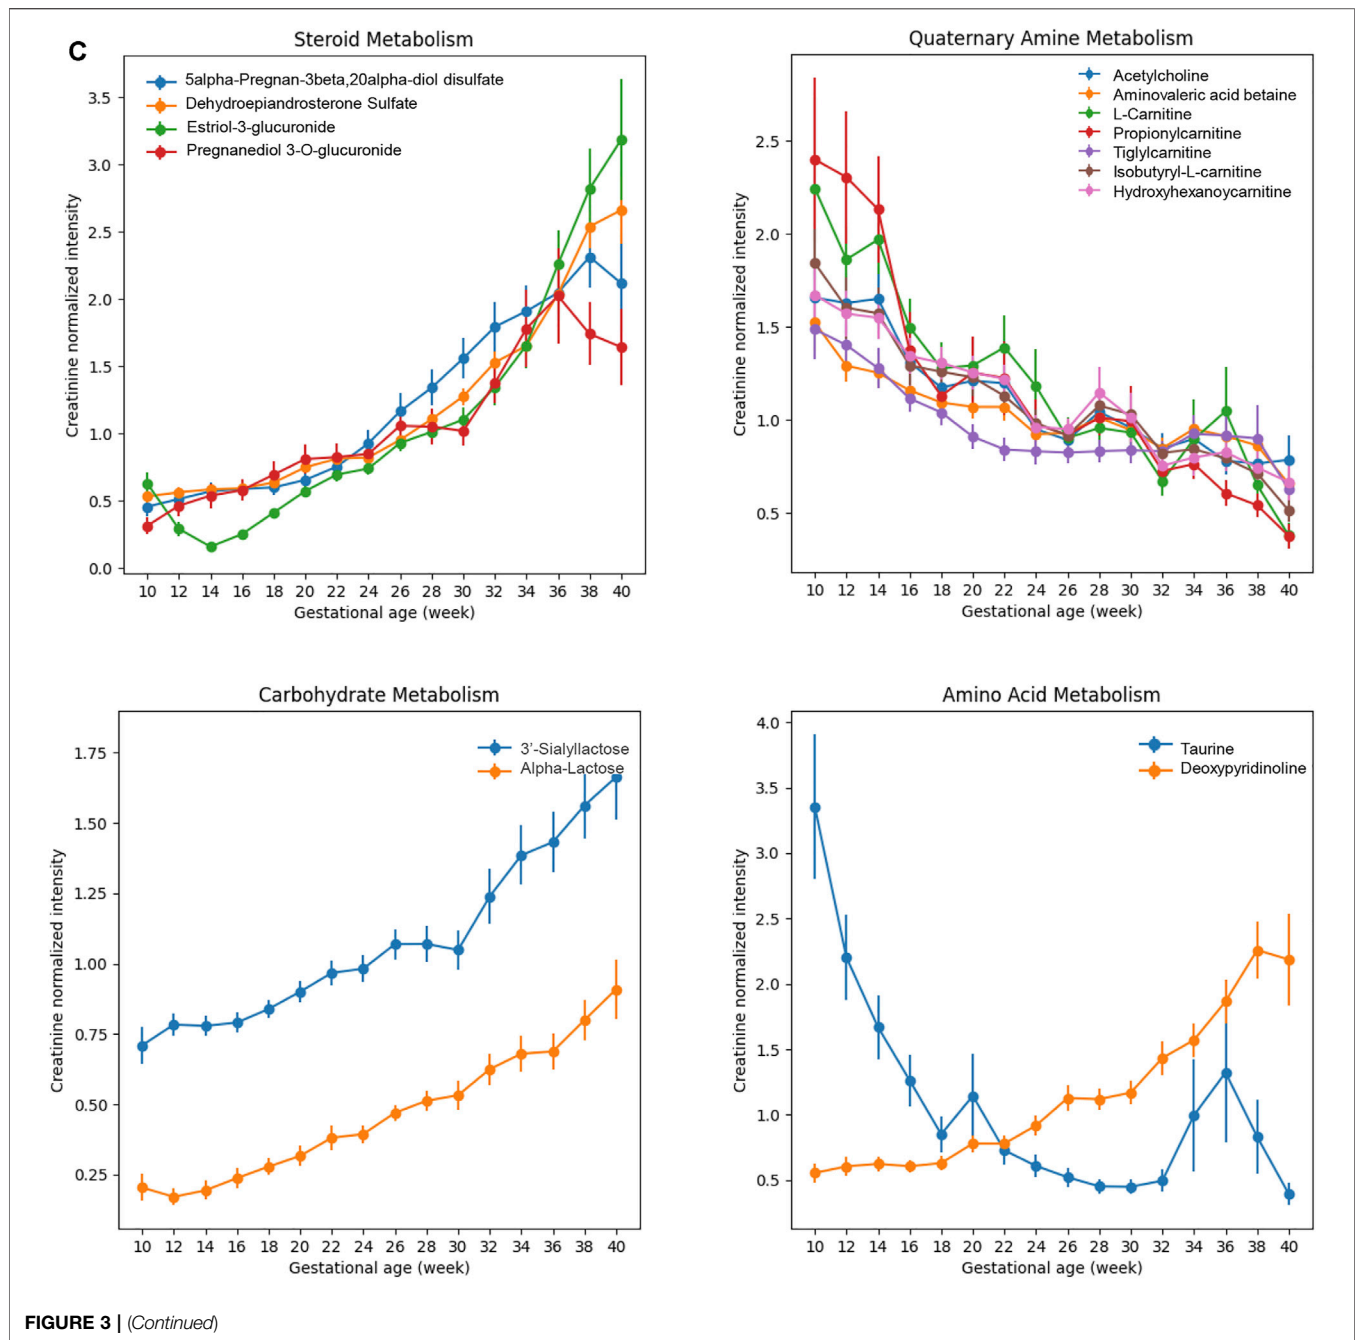 C
Steroid Metabolism
5alpha-Pregnan-3beta,20alpha-diol disulfate
Dehydroepiandrosterone Sulfate
Estriol-3-glucuronide
Pregnanediol 3-O-glucuronide
Creatinine normalized intensity
3.5
3.0
2.5
2.0
1.5
1.0
0.5
0.0
10 12 14 16 18 20 22 24 26 28 30 32 34 36 38 40
Gestational age (week)
Quaternary Amine Metabolism
Acetylcholine
Aminovaleric acid betaine
L-Carnitine
Propionylcarnitine
Tiglylcarnitine
Isobutyryl-L-carnitine
Hydroxyhexanoycarnitine
Creatinine normalized intensity
2.5
2.0
1.5
1.0
0.5
10 12 14 16 18 20 22 24 26 28 30 32 34 36 38 40
Gestational age (week)
Carbohydrate Metabolism
3’-Sialyllactose
Alpha-Lactose
Creatinine normalized intensity
1.75
1.50
1.25
1.00
0.75
0.50
0.25
10 12 14 16 18 20 22 24 26 28 30 32 34 36 38 40
Gestational age (week)
Amino Acid Metabolism
Taurine
Deoxypyridinoline
Creatinine normalized intensity
4.0
3.5
3.0
2.5
2.0
1.5
1.0
0.5
10 12 14 16 18 20 22 24 26 28 30 32 34 36 38 40
Gestational age (week)
FIGURE 3 | (Continued)